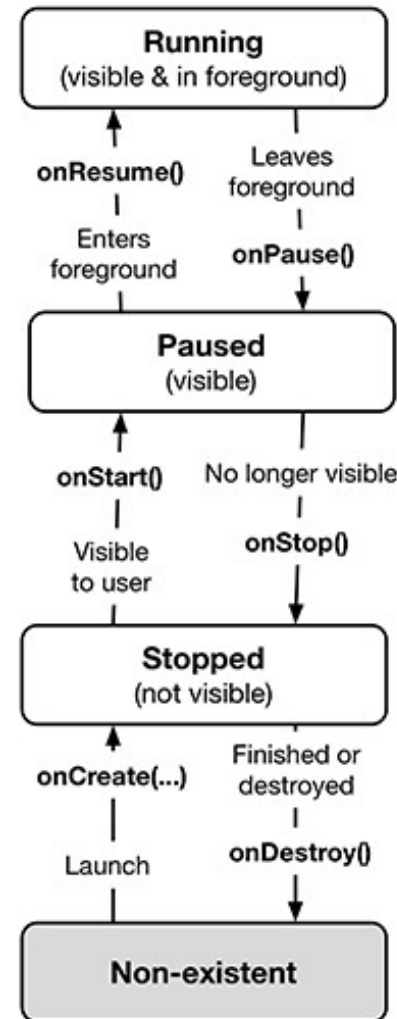 Running
(visible & in foreground)
onResume()
Enters
foreground
Leaves
foreground
onPause()
Paused
(visible)
onStart()
Visible
to user
No longer visible
onStop()
Stopped
(not visible)
onCreate(...)
Launch
Finished or
destroyed
onDestroy()
Non-existent